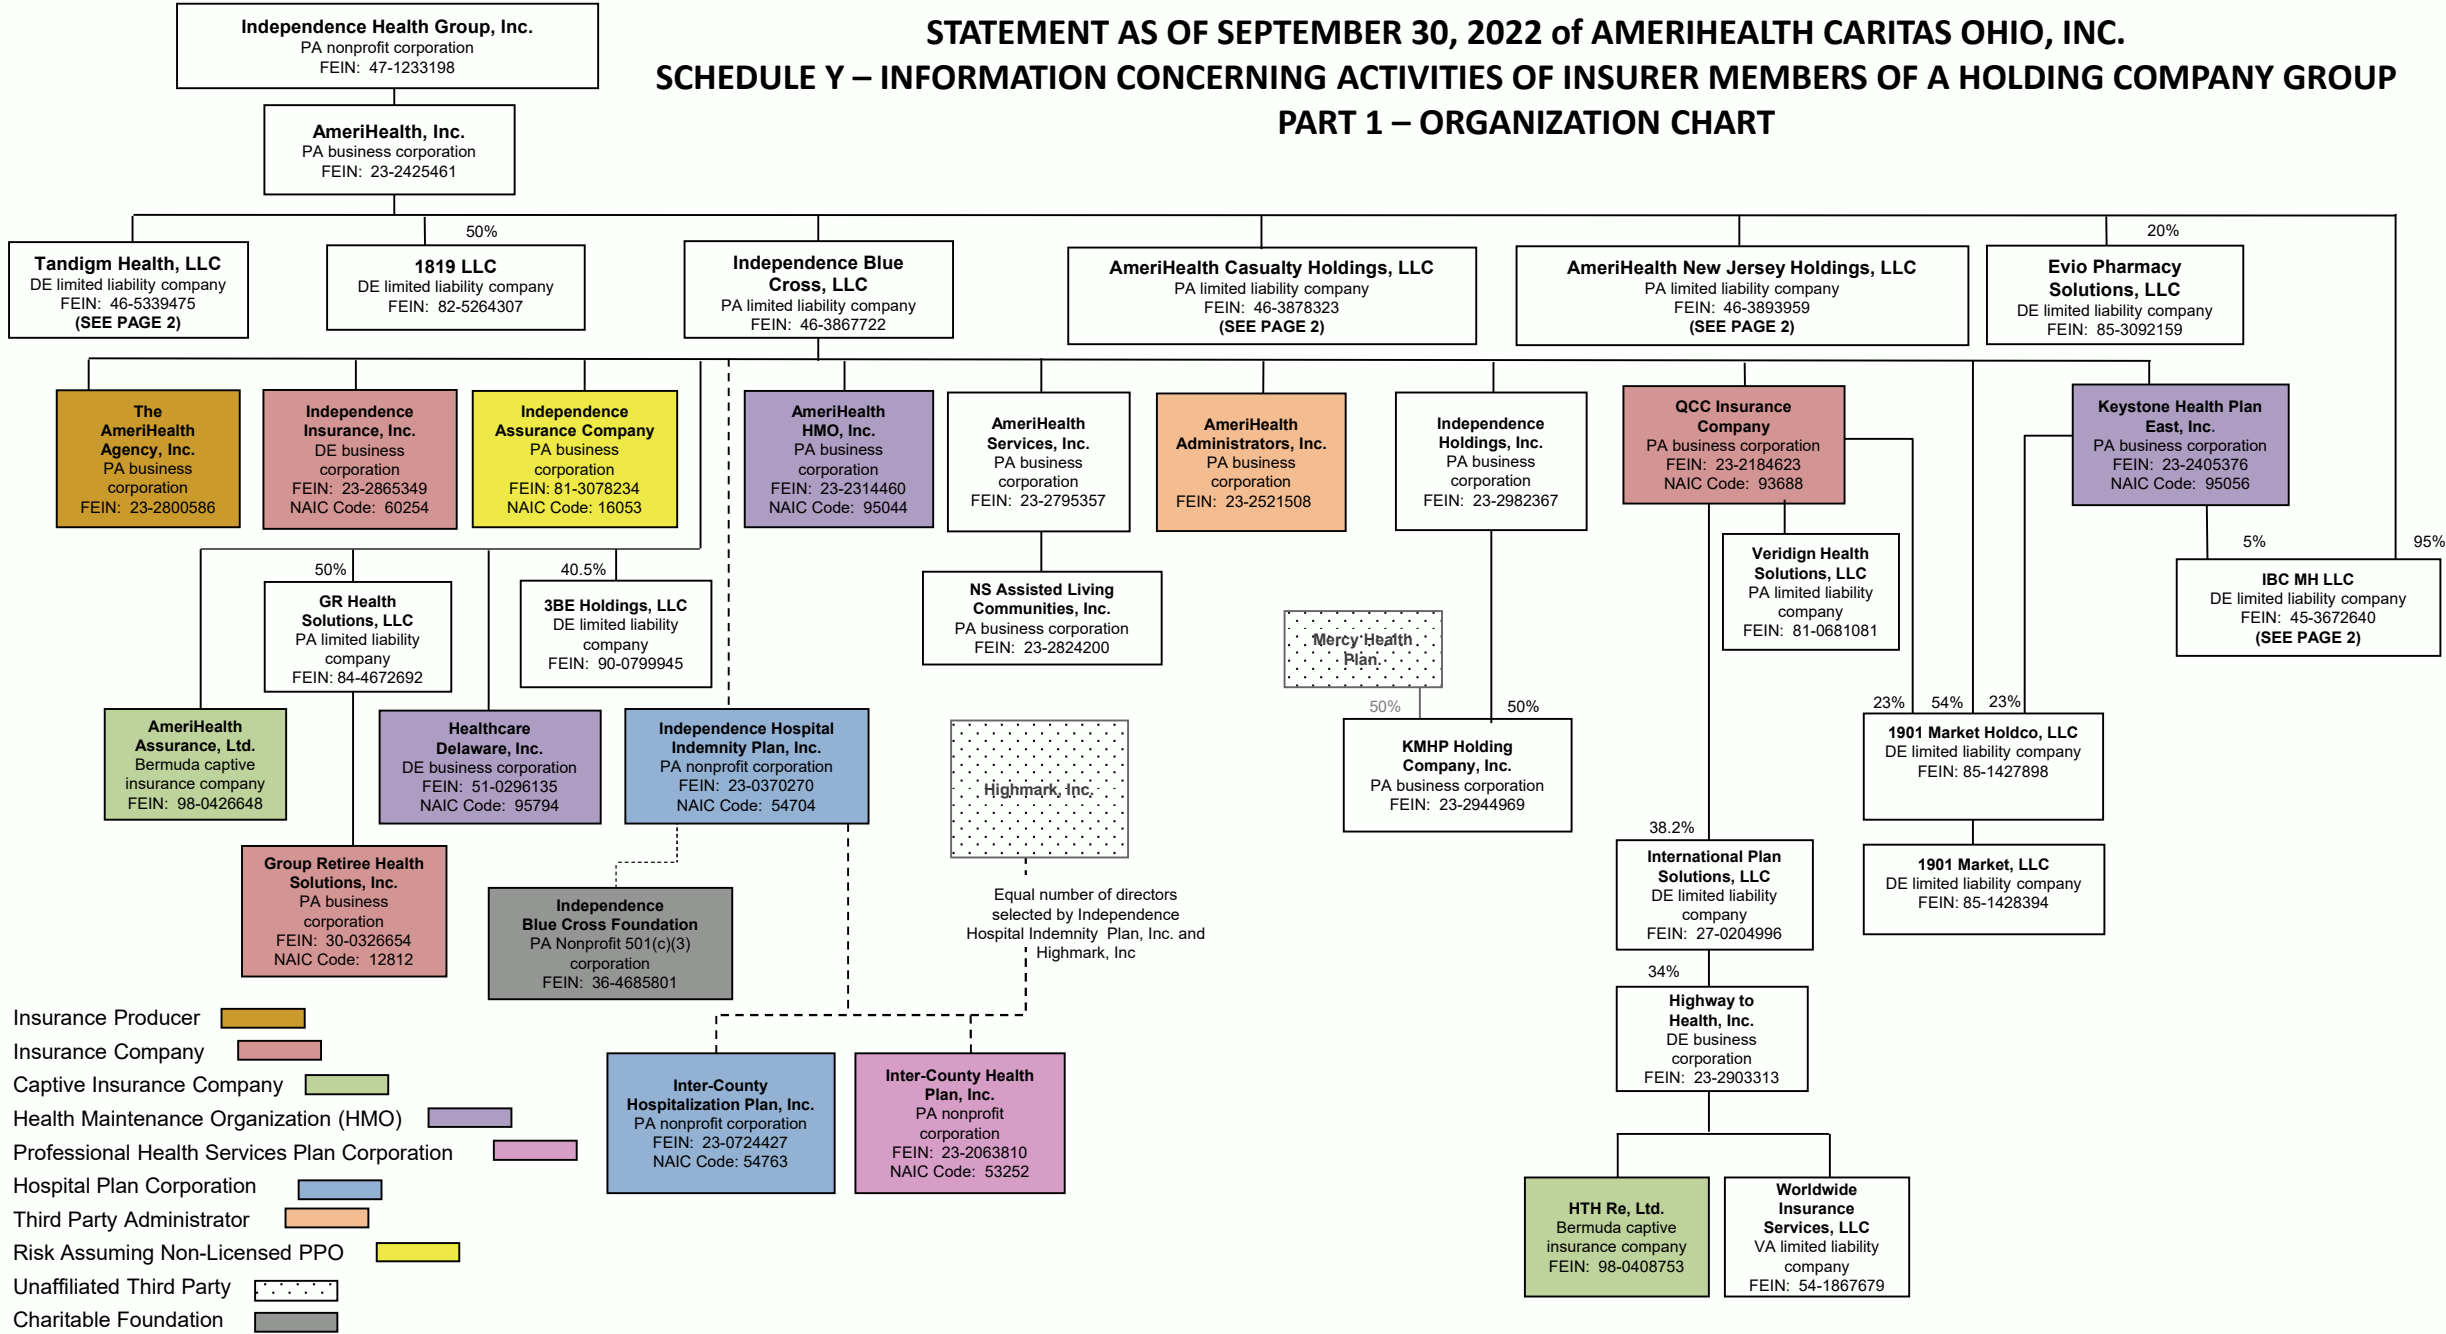 STATEMENT AS OF SEPTEMBER 30, 2022 of AMERIHEALTH CARITAS OHIO, INC.
SCHEDULE Y – INFORMATION CONCERNING ACTIVITIES OF INSURER MEMBERS OF A HOLDING COMPANY GROUP
PART 1 – ORGANIZATION CHART
Independence Health Group, Inc.
PA nonprofit corporation
FEIN: 47-1233198
AmeriHealth, Inc.
PA business corporation
FEIN: 23-2425461
Tandigm Health, LLC
DE limited liability company
FEIN: 46-5339475
(SEE PAGE 2)
50%
1819 LLC
DE limited liability company
FEIN: 82-5264307
Independence Blue
Cross, LLC
PA limited liability company
FEIN: 46-3867722
AmeriHealth Casualty Holdings, LLC
PA limited liability company
FEIN: 46-3878323
(SEE PAGE 2)
AmeriHealth New Jersey Holdings, LLC
PA limited liability company
FEIN: 46-3893959
(SEE PAGE 2)
20%
Evio Pharmacy
Solutions, LLC
DE limited liability company
FEIN: 85-3092159
The
AmeriHealth
Agency, Inc.
PA business
corporation
FEIN: 23-2800586
Independence
Insurance, Inc.
DE business
corporation
FEIN: 23-2865349
NAIC Code: 60254
Independence
Assurance Company
PA business
corporation
FEIN: 81-3078234
NAIC Code: 16053
AmeriHealth
HMO, Inc.
PA business
corporation
FEIN: 23-2314460
NAIC Code: 95044
AmeriHealth
Services, Inc.
PA business
corporation
FEIN: 23-2795357
AmeriHealth
Administrators, Inc.
PA business
corporation
FEIN: 23-2521508
Independence
Holdings, Inc.
PA business
corporation
FEIN: 23-2982367
QCC Insurance
Company
PA business corporation
FEIN: 23-2184623
NAIC Code: 93688
Keystone Health Plan
East, Inc.
PA business corporation
FEIN: 23-2405376
NAIC Code: 95056
50%
GR Health
Solutions, LLC
PA limited liability
company
FEIN: 84-4672692
40.5%
3BE Holdings, LLC
DE limited liability
company
FEIN: 90-0799945
NS Assisted Living
Communities, Inc.
PA business corporation
FEIN: 23-2824200
Mercy Health
Plan.
50%
50%
Veridign Health
Solutions, LLC
PA limited liability
company
FEIN: 81-0681081
5%
95%
IBC MH LLC
DE limited liability company
FEIN: 45-3672640
(SEE PAGE 2)
AmeriHealth
Assurance, Ltd.
Bermuda captive
insurance company
FEIN: 98-0426648
Healthcare
Delaware, Inc.
DE business corporation
FEIN: 51-0296135
NAIC Code: 95794
Independence Hospital
Indemnity Plan, Inc.
PA nonprofit corporation
FEIN: 23-0370270
NAIC Code: 54704
Highmark, Inc.
KMHP Holding
Company, Inc.
PA business corporation
FEIN: 23-2944969
23%
54%
23%
1901 Market Holdco, LLC
DE limited liability company
FEIN: 85-1427898
Group Retiree Health
Solutions, Inc.
PA business
corporation
FEIN: 30-0326654
NAIC Code: 12812
Independence
Blue Cross Foundation
PA Nonprofit 501(c)(3)
corporation
FEIN: 36-4685801
Equal number of directors
selected by Independence
Hospital Indemnity Plan, Inc. and
Highmark, Inc
38.2%
International Plan
Solutions, LLC
DE limited liability
company
FEIN: 27-0204996
1901 Market, LLC
DE limited liability company
FEIN: 85-1428394
34%
Highway to
Health, Inc.
DE business
corporation
FEIN: 23-2903313
Inter-County
Hospitalization Plan, Inc.
PA nonprofit corporation
FEIN: 23-0724427
NAIC Code: 54763
Inter-County Health
Plan, Inc.
PA nonprofit
corporation
FEIN: 23-2063810
NAIC Code: 53252
HTH Re, Ltd.
Bermuda captive
insurance company
FEIN: 98-0408753
Worldwide
Insurance
Services, LLC
VA limited liability
company
FEIN: 54-1867679
Insurance Producer
Insurance Company
Captive Insurance Company
Health Maintenance Organization (HMO)
Professional Health Services Plan Corporation
Hospital Plan Corporation
Third Party Administrator
Risk Assuming Non-Licensed PPO
Unaffiliated Third Party
Charitable Foundation